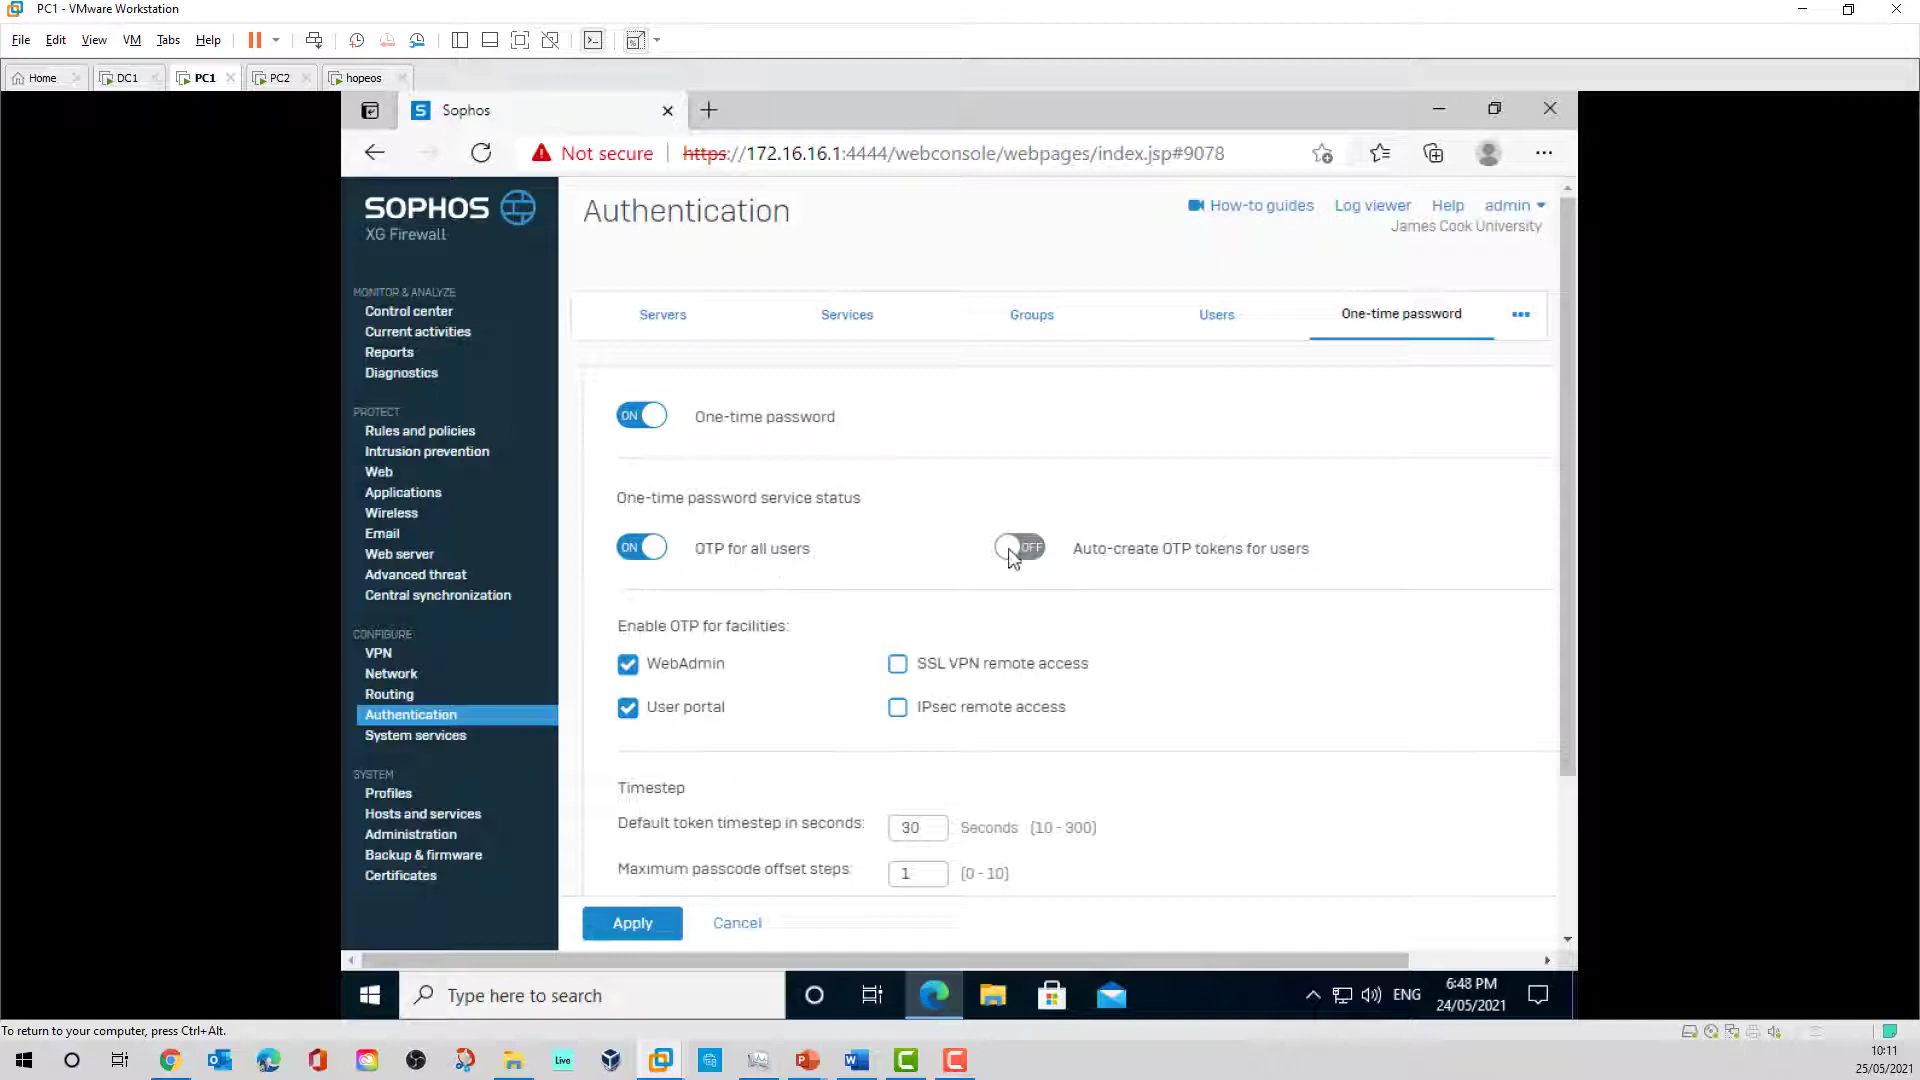 PC1 - VMware Workstation
File Edit View VM Tabs Help
Home DC1 PC1 PC2 hopeos
S Sophos
Not secure https://172.16.16.1:4444/webconsole/webpages/index.jsp#9078
SOPHOS
XG Firewall
Authentication
How-to guides Log viewer Help admin
James Cook University
MONITOR & ANALYZE
Control center
Current activities
Reports
Diagnostics
PROTECT
Rules and policies
Intrusion prevention
Web
Applications
Wireless
Email
Web server
Advanced threat
Central synchronization
CONFIGURE
VPN
Network
Routing
Authentication
System services
SYSTEM
Profiles
Hosts and services
Administration
Backup & firmware
Certificates
Servers Services Groups Users One-time password
ON One-time password
One-time password service status
ON OTP for all users OFF Auto-create OTP tokens for users
Enable OTP for facilities:
WebAdmin SSL VPN remote access
User portal IPsec remote access
Timestep
Default token timestep in seconds: 30 Seconds (10 - 300)
Maximum passcode offset steps: 1 (0 - 10)
Apply Cancel
Type here to search
ENG
6:48 PM
24/05/2021
To return to your computer, press Ctrl+Alt.
Live
10:11
25/05/2021